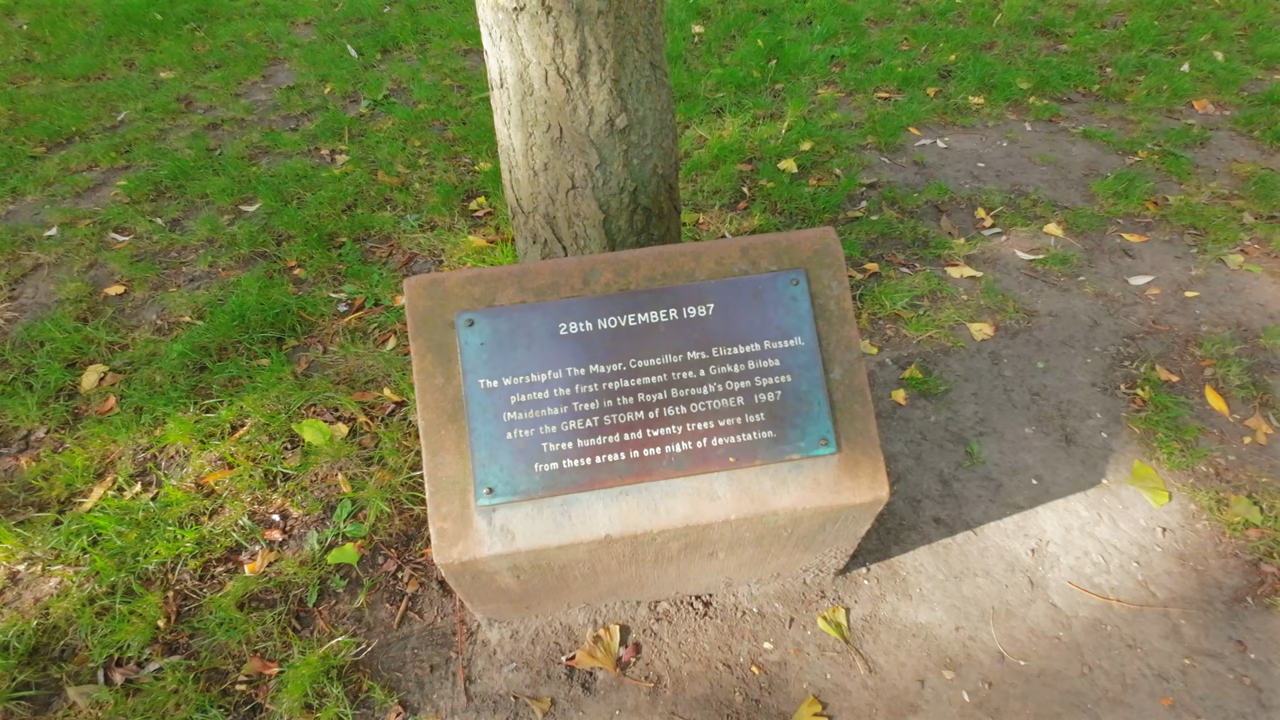 28th NOVEMBER 1987
The Worshipful The Mayor, Councillor Mrs. Elizabeth Russell,
planted the first replacement tree, a Ginkgo Biloba
(Maidenhair Tree) in the Royal Borough's Open Spaces
after the GREAT STORM of 16th OCTOBER 1987
Three hundred and twenty trees were lost
from these areas in one night of devastation.